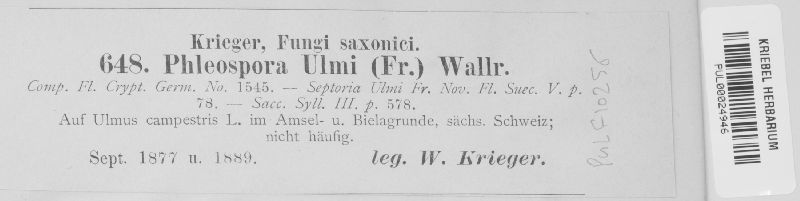 Krieger, Fungi saxonici.
648. Phleospora Ulmi (Fr.) Wallr.
Comp. Fl. Crypt. Germ. No. 1545. — Septoria Ulmi Fr. Nov. Fl. Suec. V. p.
78. — Sacc. Syll. III. p. 578.
Auf Ulmus campestris L. im Amsel- u. Bielagrunde, sächs. Schweiz;
nicht häufig.
Sept. 1877 u. 1889.
leg. W. Krieger.
PUL F10256
KRIEBEL HERBARIUM
PUL00024946